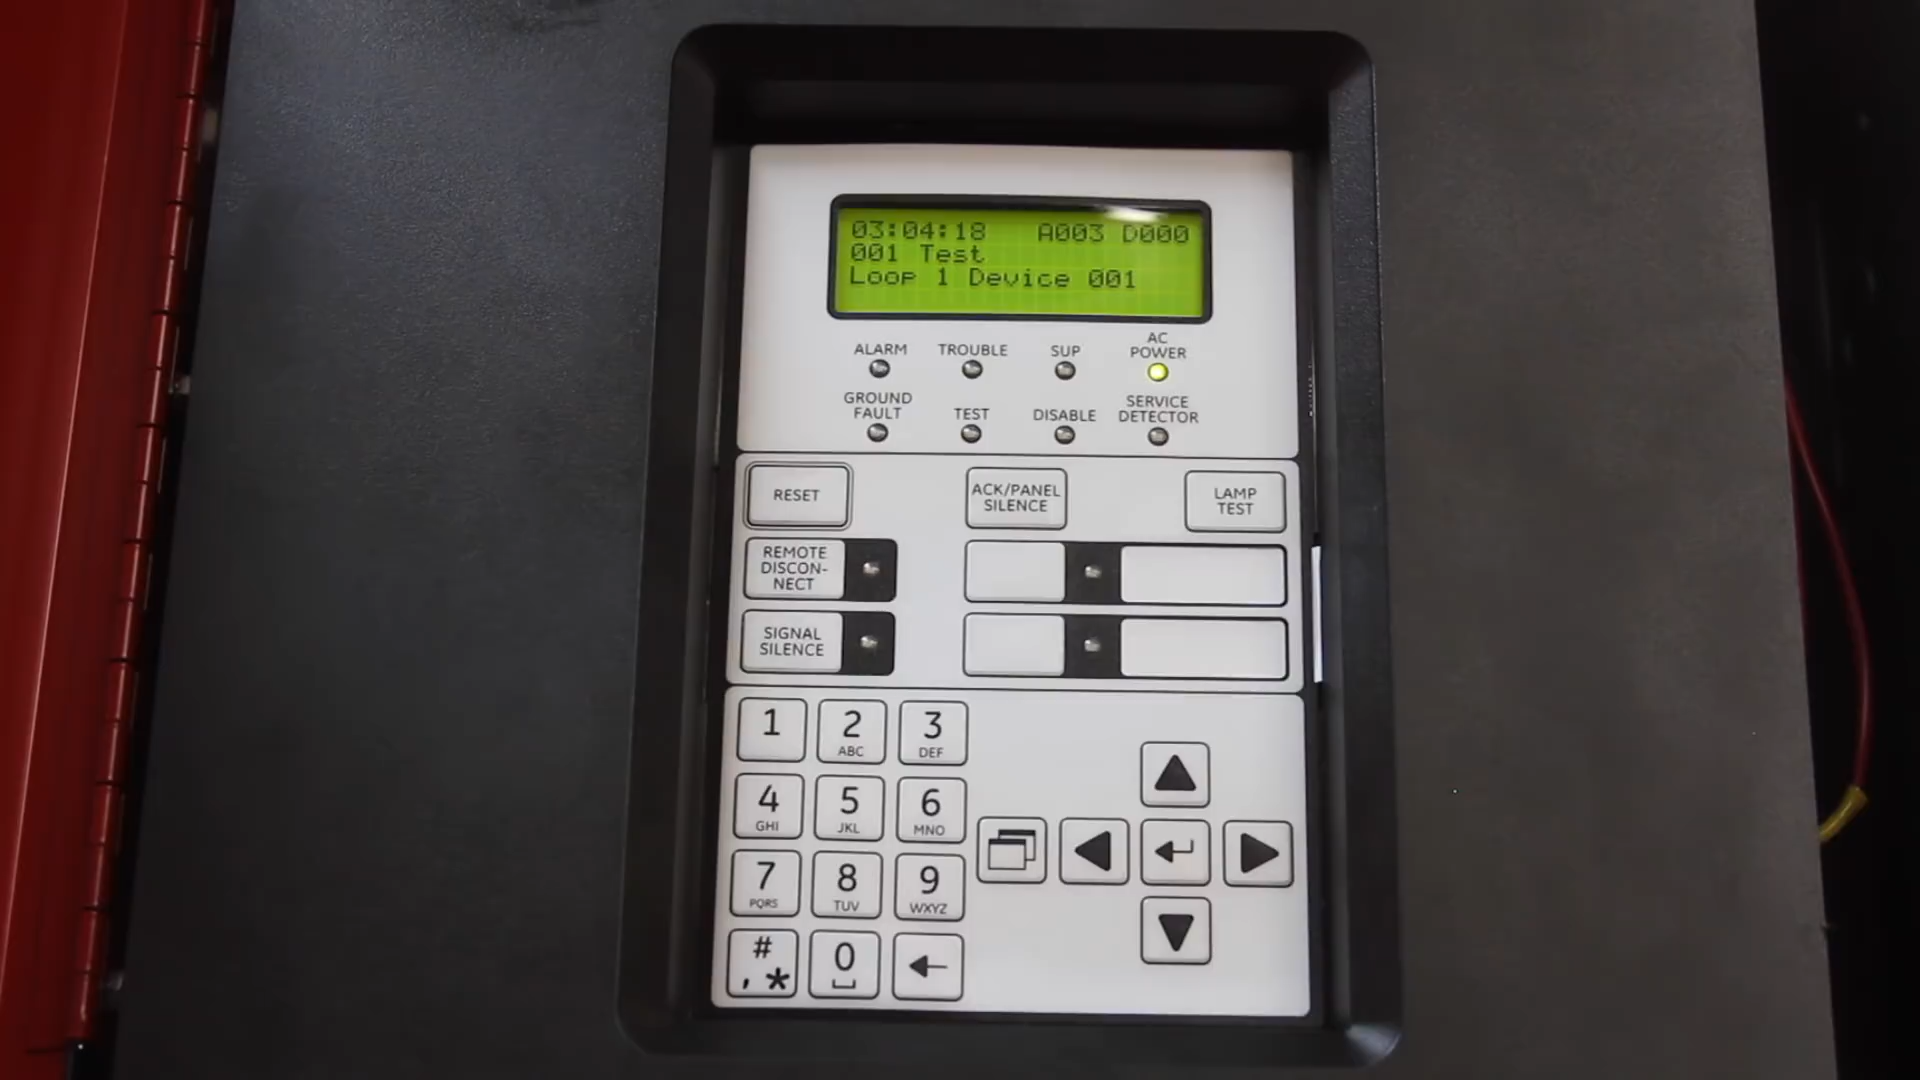 03:04:18 A003 D000
001 Test
Loop 1 Device 001
ALARM TROUBLE SUP AC POWER
GROUND FAULT TEST DISABLE SERVICE DETECTOR
RESET
ACK/PANEL SILENCE
LAMP TEST
REMOTE DISCON-NECT
SIGNAL SILENCE
1 2 ABC 3 DEF
4 GHI 5 JKL 6 MNO
7 PQRS 8 TUV 9 WXYZ
# , * 0